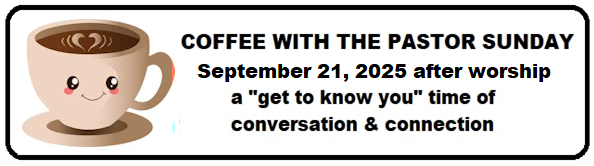 COFFEE WITH THE PASTOR SUNDAY
September 21, 2025 after worship
a "get to know you" time of
conversation & connection